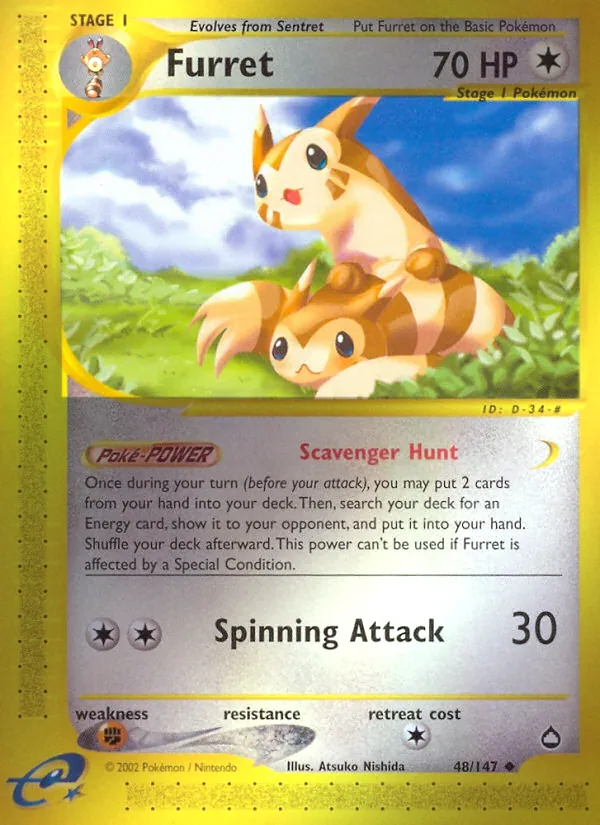 STAGE 1
Evolves from Sentret
Put Furret on the Basic Pokémon
Furret
70 HP
Stage 1 Pokémon
ID: D-34-#
Poké-POWER
Scavenger Hunt
Once during your turn (before your attack), you may put 2 cards
from your hand into your deck. Then, search your deck for an
Energy card, show it to your opponent, and put it into your hand.
Shuffle your deck afterward. This power can't be used if Furret is
affected by a Special Condition.
Spinning Attack
30
weakness
resistance
retreat cost
© 2002 Pokémon / Nintendo
Illus. Atsuko Nishida
48/147
e